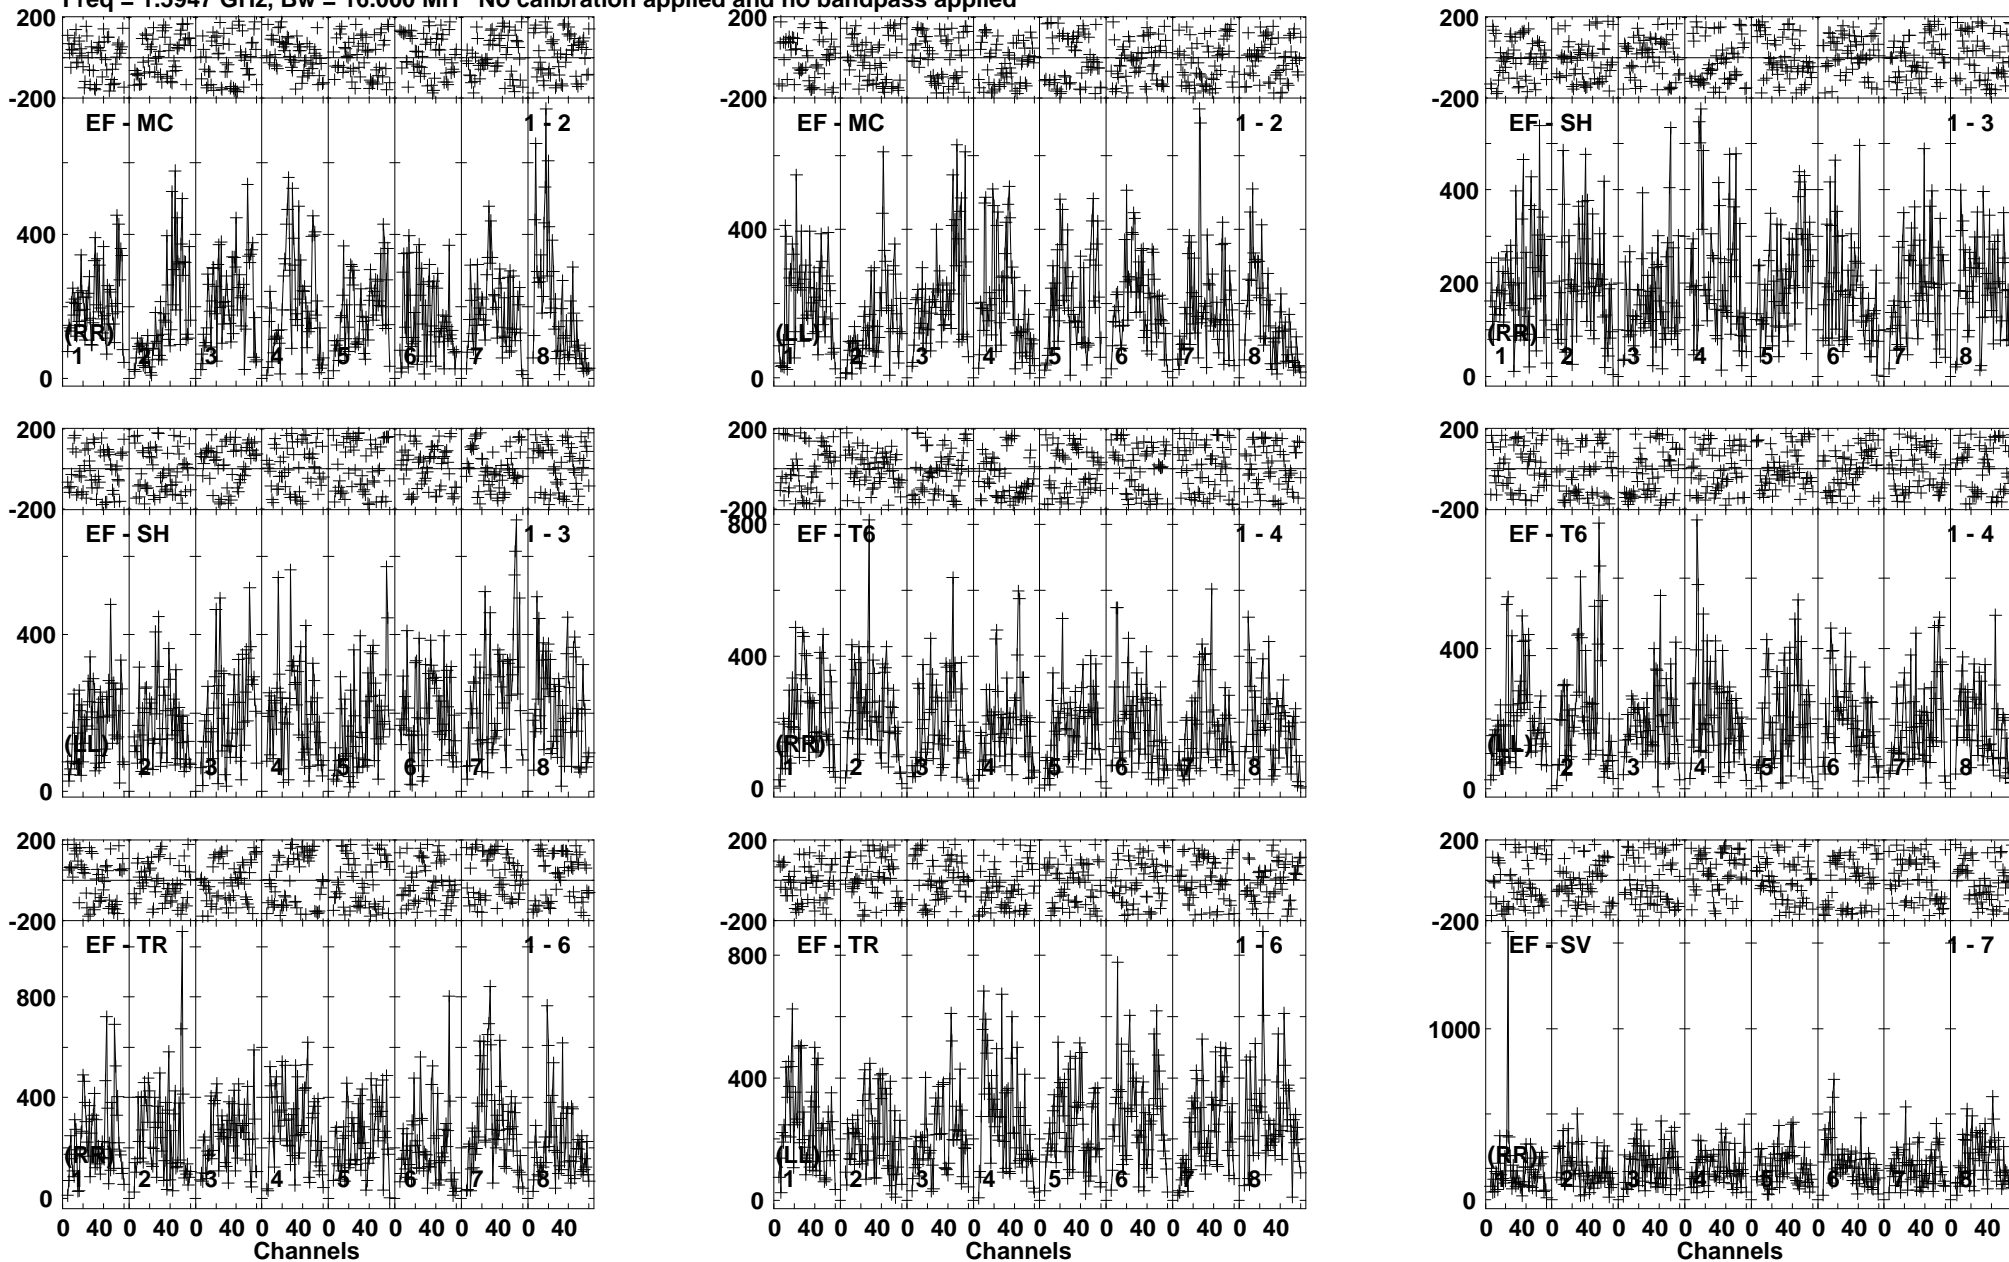 Freq = 1.5947 GHz, Bw = 16.000 MH No calibration applied and no bandpass applied
200 200 200
-200 -200 -200
EF - MC 1 - 2 EF - MC 1 - 2 EF - SH 1 - 3
400 400 400
200
(RR) (LL) (RR)
1 2 3 4 5 6 7 8 1 2 3 4 5 6 7 8 1 2 3 4 5 6 7 8
0 0 0
200 200 200
-200 -200 -200
800
EF - SH 1 - 3 EF - T6 1 - 4 EF - T6 1 - 4
400 400 400
(LL) (RR) (LL)
1 2 3 4 5 6 7 8 1 2 3 4 5 6 7 8 1 2 3 4 5 6 7 8
0 0 0
200 200 200
-200 -200 -200
EF - TR 1 - 6 EF - TR 1 - 6 EF - SV 1 - 7
800 800 1000
400 400
(RR) (LL) (RR)
1 2 3 4 5 6 7 8 1 2 3 4 5 6 7 8 1 2 3 4 5 6 7 8
0 0 0
0 40 0 40 0 40 0 40 0 40 0 40 0 40 0 40 0 40 0 40 0 40 0 40 0 40 0 40 0 40 0 40 0 40 0 40 0 40 0 40 0 40 0 40 0 40 0 40
Channels Channels Channels